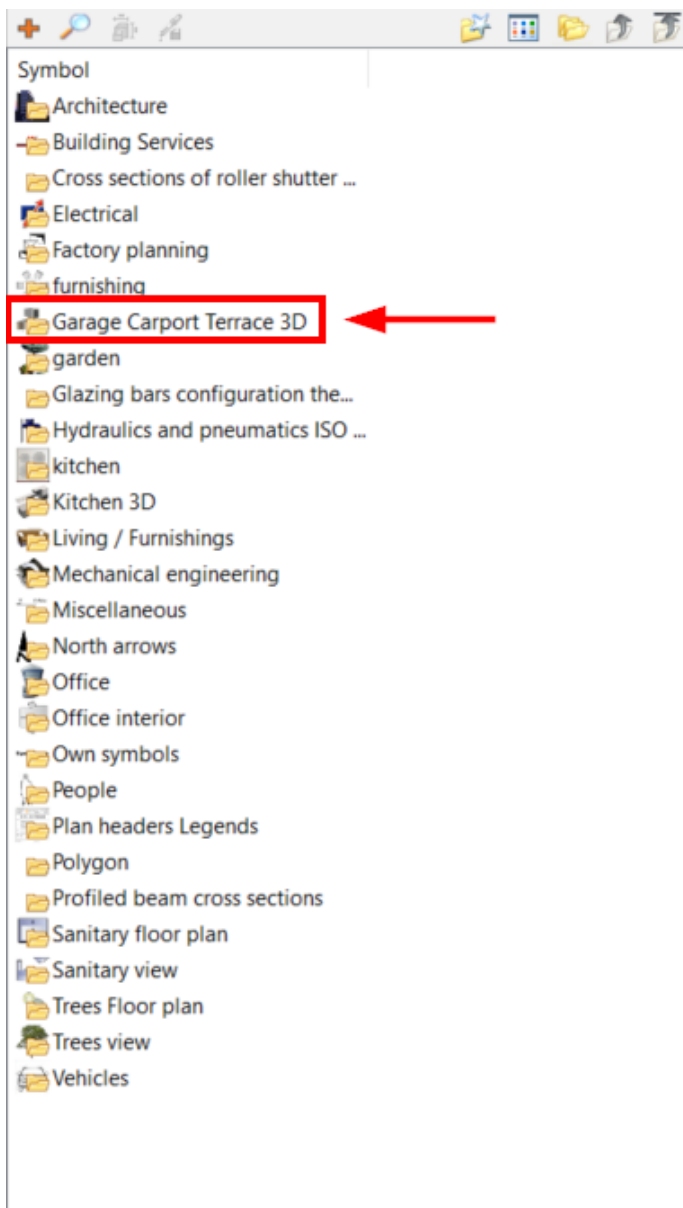 Symbol
Architecture
Building Services
Cross sections of roller shutter ...
Electrical
Factory planning
furnishing
Garage Carport Terrace 3D
garden
Glazing bars configuration the...
Hydraulics and pneumatics ISO ...
kitchen
Kitchen 3D
Living / Furnishings
Mechanical engineering
Miscellaneous
North arrows
Office
Office interior
Own symbols
People
Plan headers Legends
Polygon
Profiled beam cross sections
Sanitary floor plan
Sanitary view
Trees Floor plan
Trees view
Vehicles